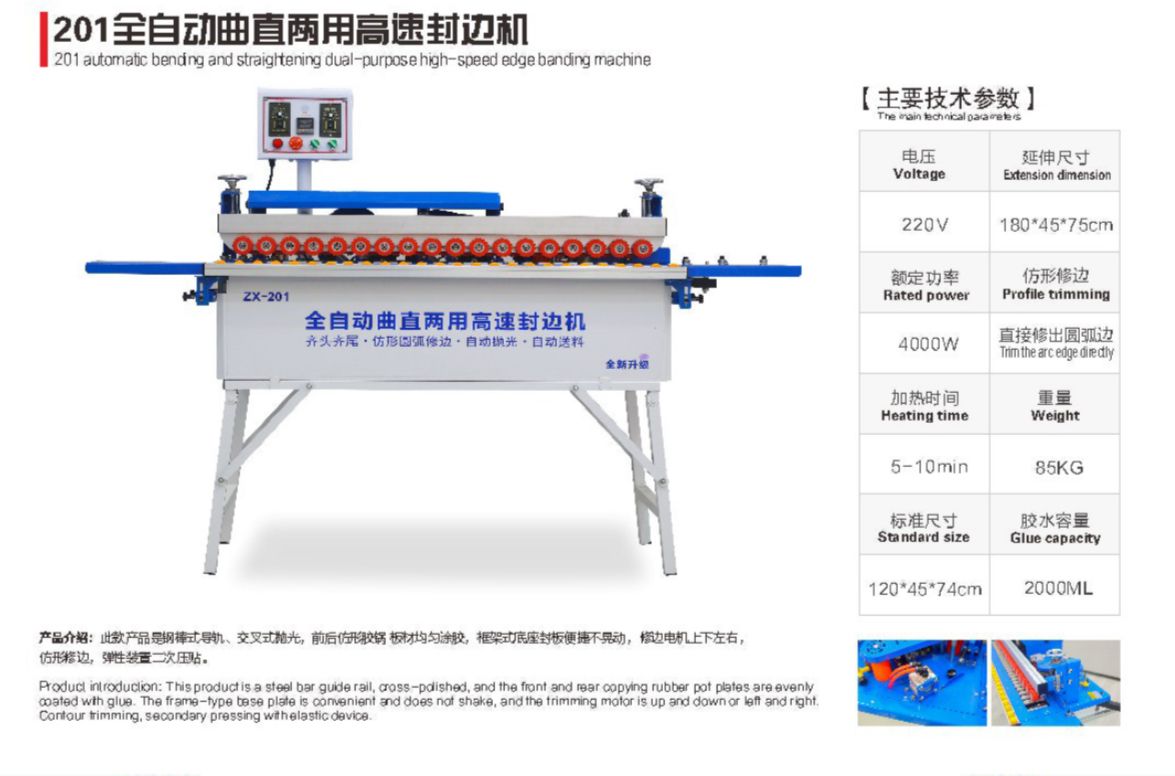 201全自动曲直两用高速封边机
201 automatic bending and straightening dual-purpose high-speed edge banding machine
【 主要技术参数 】
The main technical parameters
电压
Voltage
延伸尺寸
Extension dimension
220V
180*45*75cm
额定功率
Rated power
仿形修边
Profile trimming
4000W
直接修出圆弧边
Trim the arc edge directly
加热时间
Heating time
重量
Weight
5-10min
85KG
标准尺寸
Standard size
胶水容量
Glue capacity
120*45*74cm
2000ML
ZX-201
全自动曲直两用高速封边机
齐头齐尾·仿形圆弧修边·自动抛光·自动送料
全新升级
产品介绍：此款产品是钢棒式导轨、交叉式抛光，前后仿形胶锅 板材均匀涂胶，框架式底座封板便捷不晃动， 修边电机上下左右，
仿形修边，弹性装置二次压贴。
Product introduction: This product is a steel bar guide rail, cross-polished, and the front and rear copying rubber pot plates are evenly
coated with glue. The frame-type base plate is convenient and does not shake, and the trimming motor is up and down or left and right.
Contour trimming, secondary pressing with elastic device.